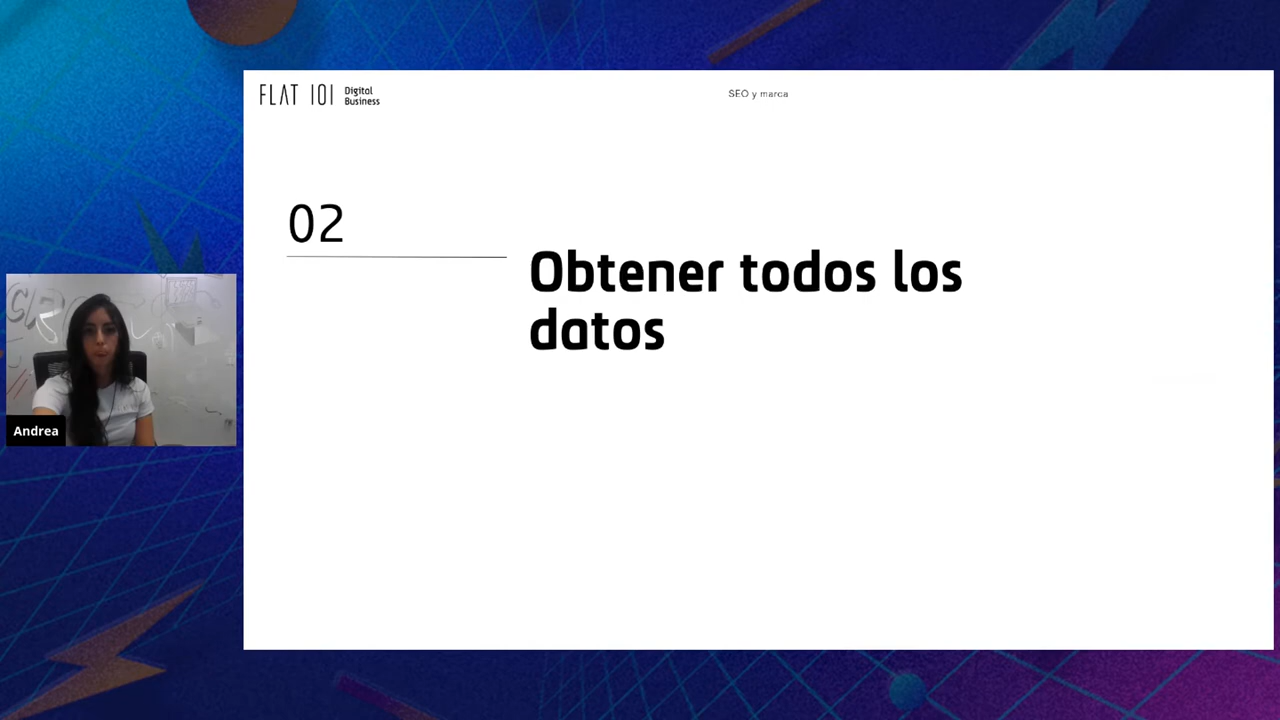 FLAT 101
Digital
Business
SEO y marca
02
Obtener todos los
datos
Andrea